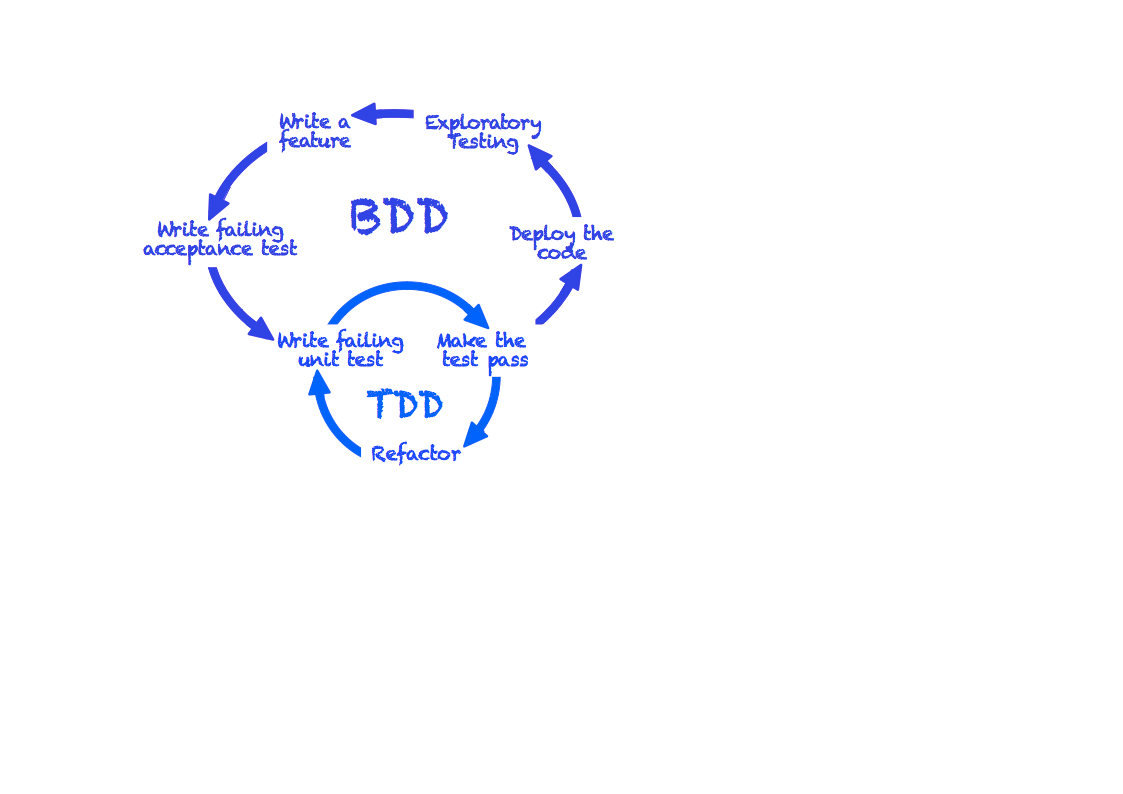 Write a
feature
Exploratory
Testing
BDD
Write failing
acceptance test
Deploy the
code
Write failing
unit test
Make the
test pass
TDD
Refactor